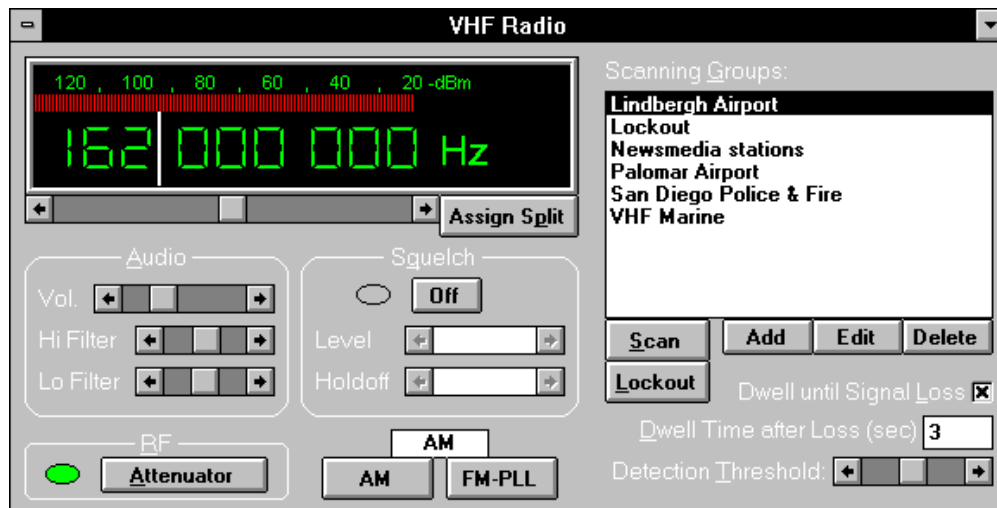 VHF Radio
120 , 100 , 80 , 60 , 40 , 20 -dBm
162 000 000 Hz
Assign Split
Audio
Vol.
Hi Filter
Lo Filter
Squelch
Off
Level
Holdoff
RF
Attenuator
AM
AM
FM-PLL
Scanning Groups:
Lindbergh Airport
Lockout
Newsmedia stations
Palomar Airport
San Diego Police & Fire
VHF Marine
Scan
Add
Edit
Delete
Lockout
Dwell until Signal Loss
Dwell Time after Loss (sec) 3
Detection Threshold: